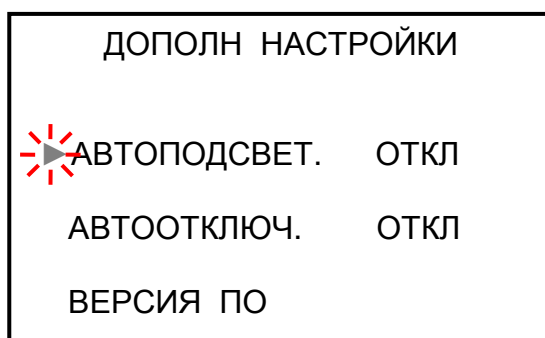 ДОПОЛН НАСТРОЙКИ
АВТОПОДСВЕТ. ОТКЛ
АВТООТКЛЮЧ. ОТКЛ
ВЕРСИЯ ПО